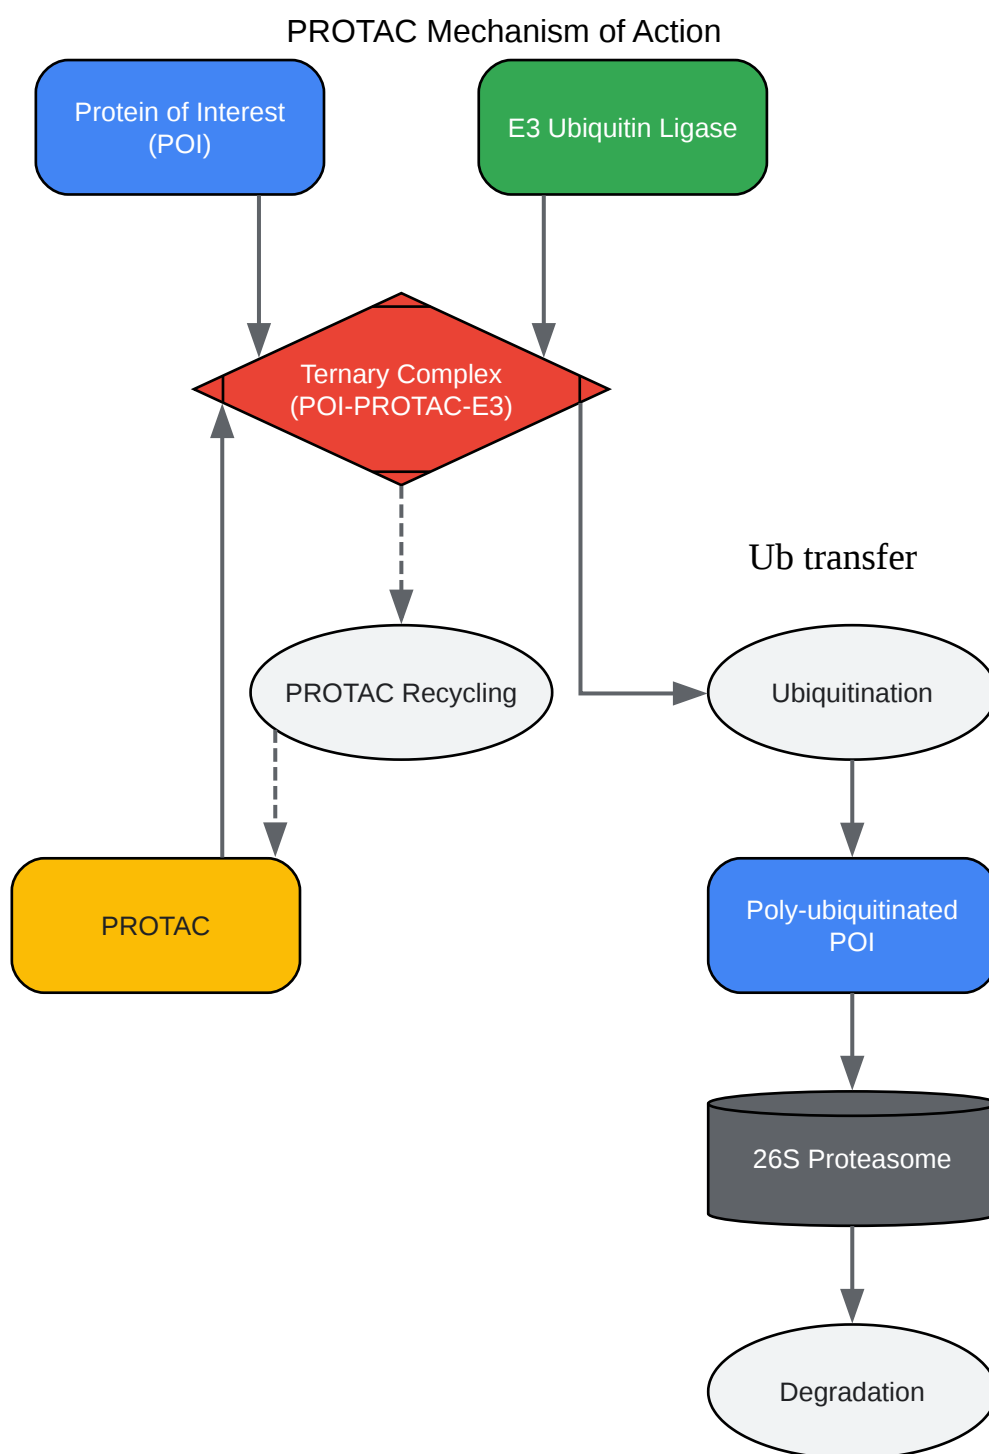 PROTAC Mechanism of Action
Protein of Interest
(POI)
E3 Ubiquitin Ligase
Ternary Complex
(POI-PROTAC-E3)
Ub transfer
PROTAC Recycling
Ubiquitination
PROTAC
Poly-ubiquitinated
POI
26S Proteasome
Degradation